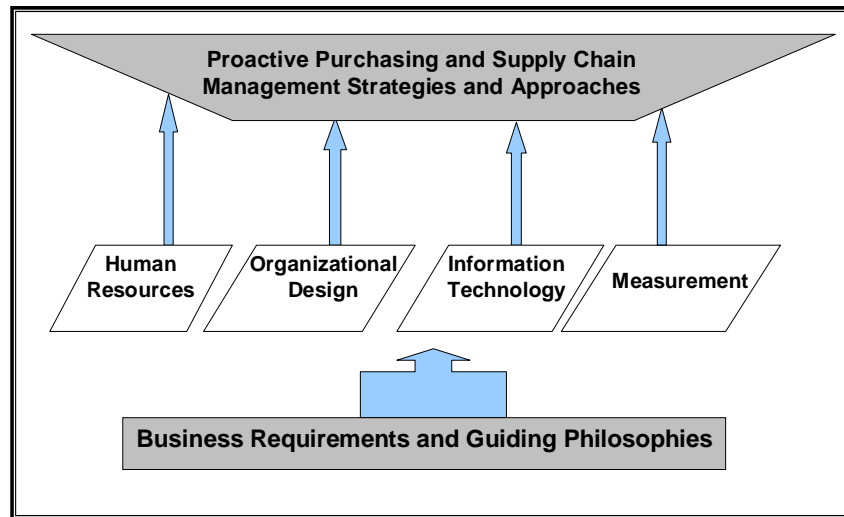 Proactive Purchasing and Supply Chain
Management Strategies and Approaches
Human
Resources
Organizational
Design
Information
Technology
Measurement
Business Requirements and Guiding Philosophies